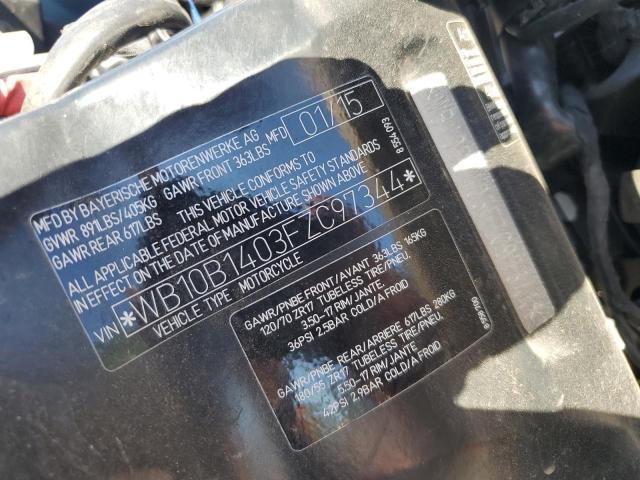 MFD BY BAYERISCHE MOTORENWERKE AG MFD 01/15
GVWR 891LBS/405KG GAWR FRONT 363LBS
GAWR REAR 617LBS THIS VEHICLE CONFORMS TO
ALL APPLICABLE FEDERAL MOTOR VEHICLE SAFETY STANDARDS
IN EFFECT ON THE DATE OF MANUFACTURE SHOWN ABOVE
VIN *WB10B1403FZC97344*
VEHICLE TYPE MOTORCYCLE
8 554 093
GAWR/PNBE FRONT/AVANT 363LBS 165KG
120/70 ZR17 TUBELESS TIRE/PNEU.
3.50-17 RIM/JANTE
36PSI 2.5BAR COLD/A FROID
GAWR/PNBE REAR/ARRIERE 617LBS 280KG
180/55 ZR17 TUBELESS TIRE/PNEU.
5.50-17 RIM/JANTE
42PSI 2.9BAR COLD/A FROID